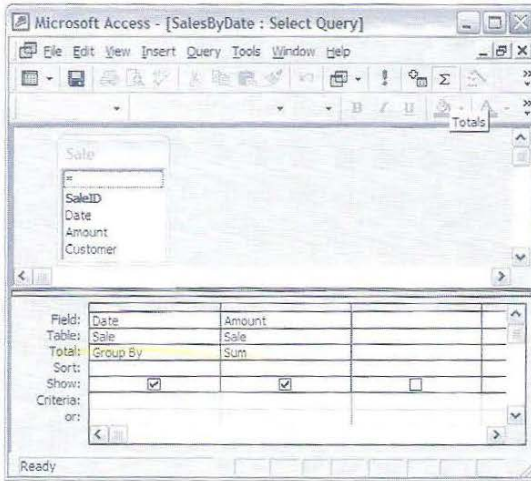 Microsoft Access - [SalesByDate : Select Query]
File Edit View Insert Query Tools Window Help
Σ
B I U A
Totals
Sale
*
SaleID
Date
Amount
Customer
Field: Date Amount
Table: Sale Sale
Total: Group By Sum
Sort:
Show:
Criteria:
or:
Ready